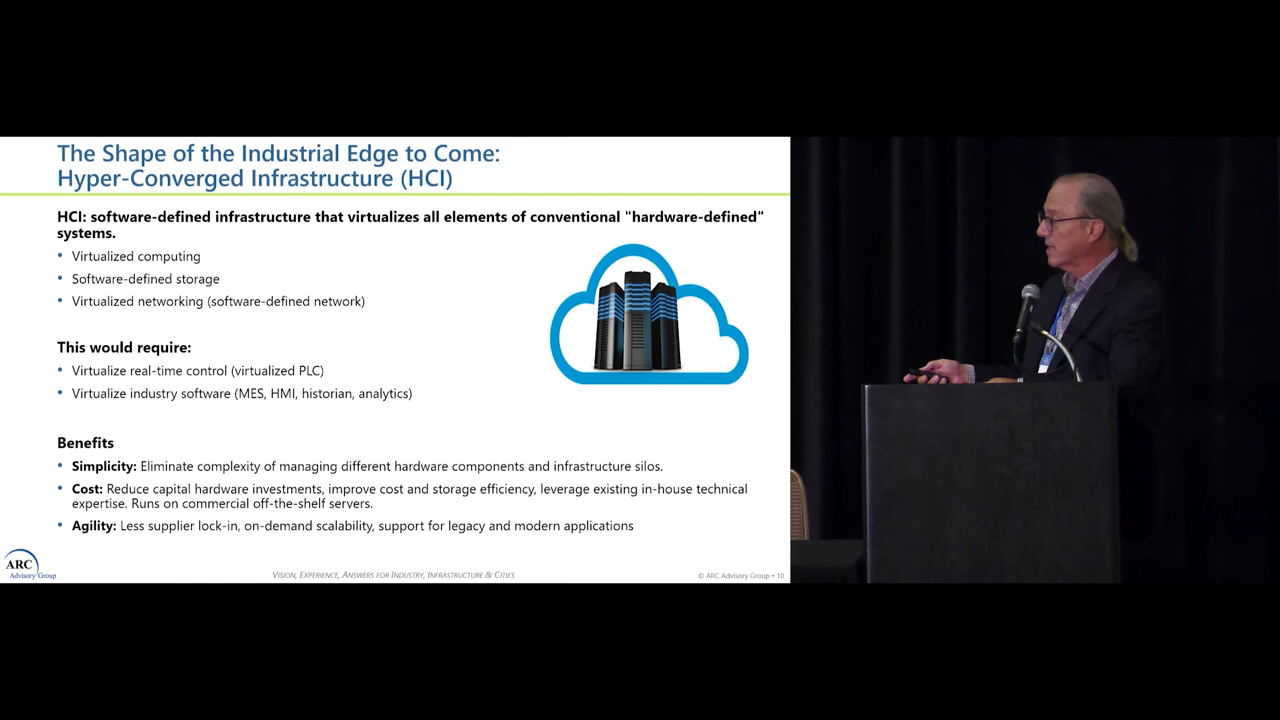 The Shape of the Industrial Edge to Come:
Hyper-Converged Infrastructure (HCI)
HCI: software-defined infrastructure that virtualizes all elements of conventional "hardware-defined"
systems.
• Virtualized computing
• Software-defined storage
• Virtualized networking (software-defined network)
This would require:
• Virtualize real-time control (virtualized PLC)
• Virtualize industry software (MES, HMI, historian, analytics)
Benefits
• Simplicity: Eliminate complexity of managing different hardware components and infrastructure silos.
• Cost: Reduce capital hardware investments, improve cost and storage efficiency, leverage existing in-house technical
expertise. Runs on commercial off-the-shelf servers.
• Agility: Less supplier lock-in, on-demand scalability, support for legacy and modern applications
ARC
Advisory Group
Vision, Experience, Answers for Industry, Infrastructure & Cities
© ARC Advisory Group • 10